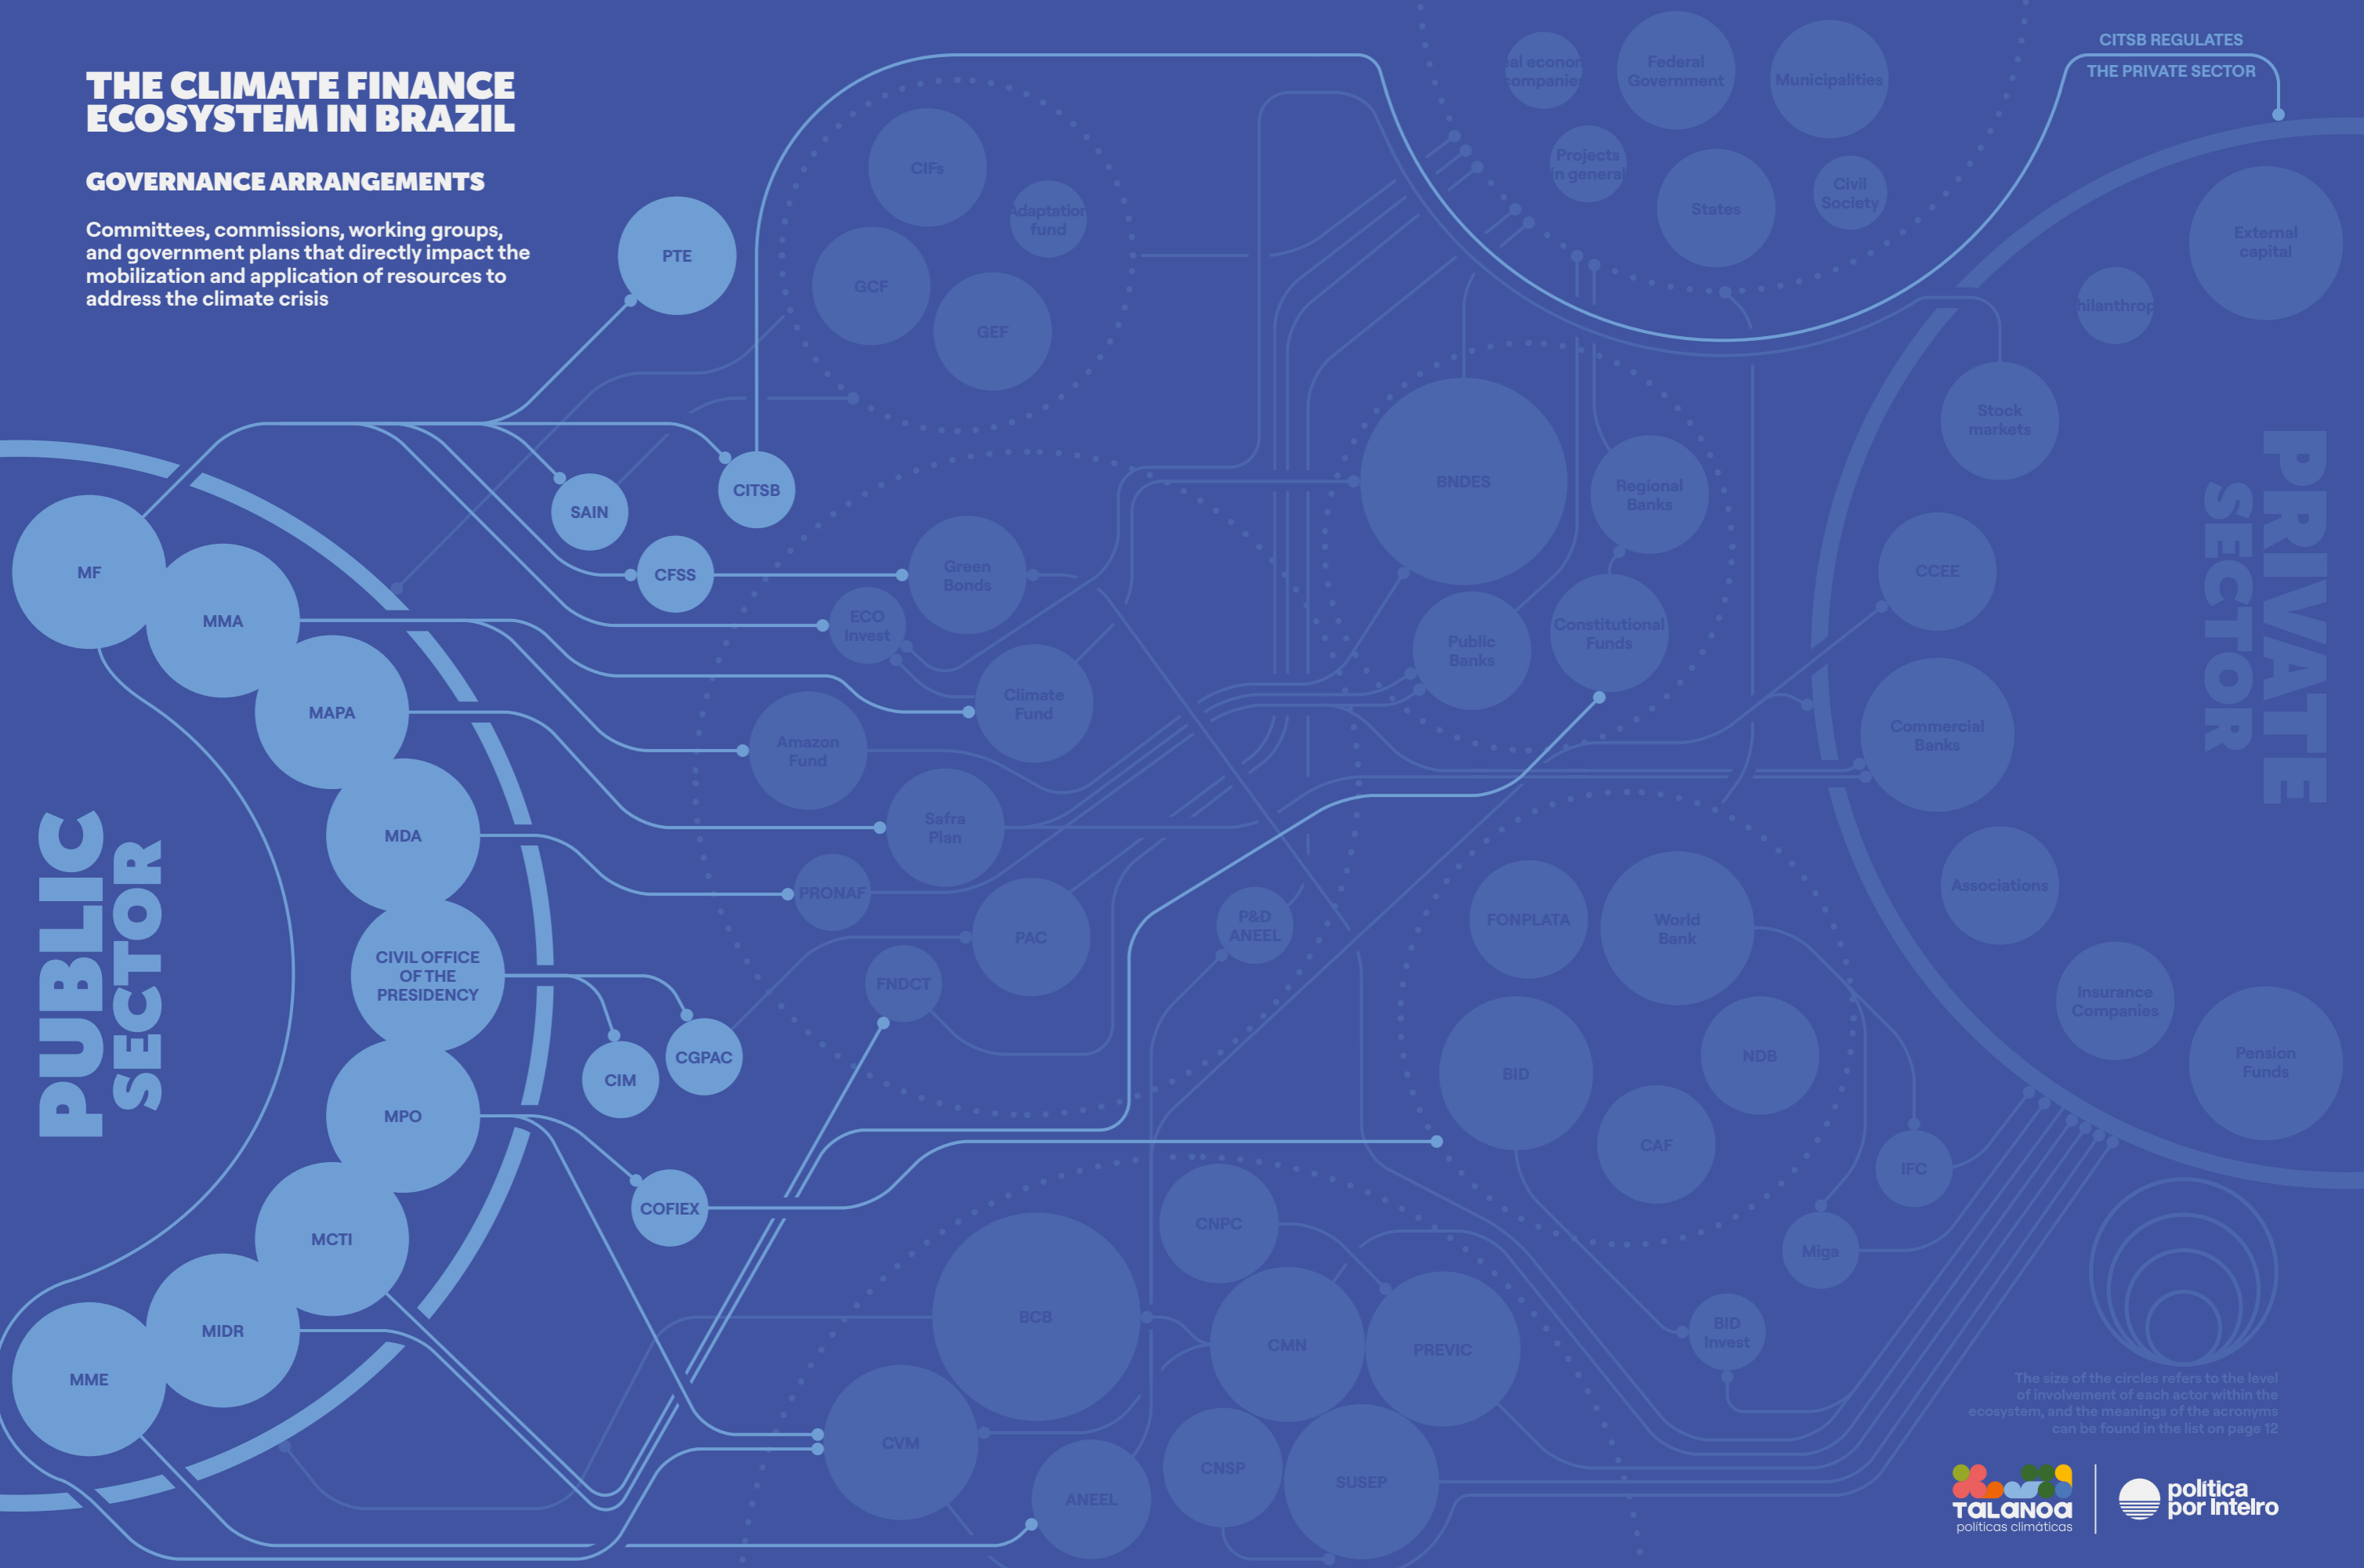 THE CLIMATE FINANCE
ECOSYSTEM IN BRAZIL
GOVERNANCE ARRANGEMENTS
Committees, commissions, working groups,
and government plans that directly impact the
mobilization and application of resources to
address the climate crisis
CITSB REGULATES
THE PRIVATE SECTOR
PUBLIC
SECTOR
MF
MMA
MAPA
MDA
CIVIL OFFICE
OF THE
PRESIDENCY
MPO
MCTI
MIDR
MME
PTE
SAIN
CITSB
CFSS
CIM
CGPAC
COFIEX
CIFs
Adaptation
fund
GCF
GEF
Green
Bonds
ECO
Invest
Climate
Fund
Amazon
Fund
Safra
Plan
PRONAF
PAC
FNDCT
P&D
ANEEL
eal econom
companies
Federal
Government
Municipalities
Projects
in general
States
Civil
Society
BNDES
Regional
Banks
Public
Banks
Constitutional
Funds
FONPLATA
World
Bank
BID
NDB
CAF
IFC
Miga
BID
Invest
BCB
CNPC
CMN
PREVIC
CVM
CNSP
SUSEP
ANEEL
PRIVATE
SECTOR
External
capital
hilanthrop
Stock
markets
CCEE
Commercial
Banks
Associations
Insurance
Companies
Pension
Funds
The size of the circles refers to the level
of involvement of each actor within the
ecosystem, and the meanings of the acronyms
can be found in the list on page 12
TALANOA
políticas climáticas
política
por inteiro